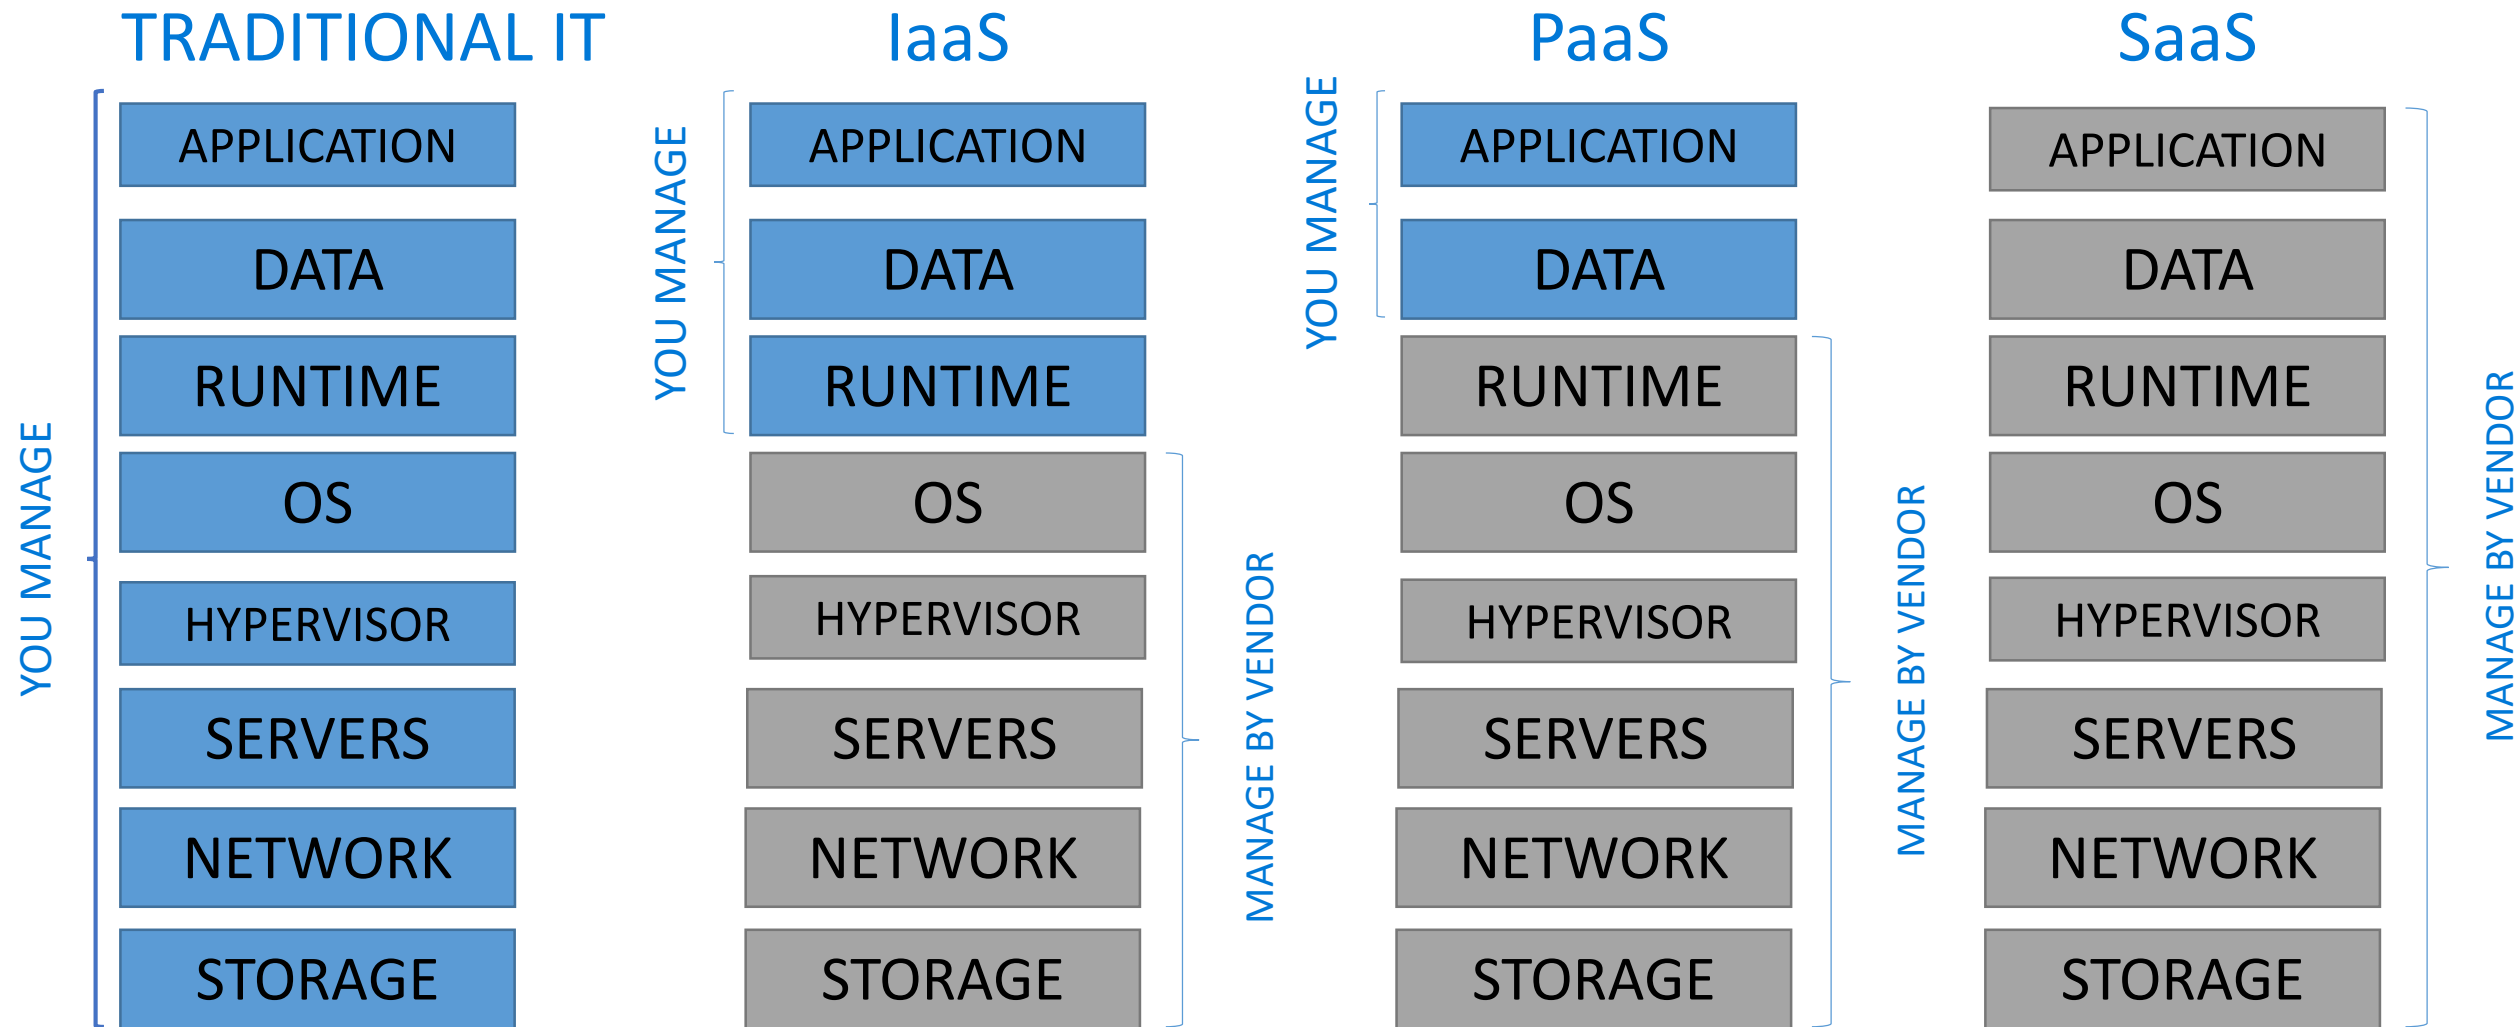 TRADITIONAL IT
YOU MANAGE
APPLICATION
DATA
RUNTIME
OS
HYPERVISOR
SERVERS
NETWORK
STORAGE
IaaS
YOU MANAGE
APPLICATION
DATA
RUNTIME
OS
HYPERVISOR
SERVERS
NETWORK
STORAGE
MANAGE BY VENDOR
PaaS
YOU MANAGE
APPLICATION
DATA
RUNTIME
OS
HYPERVISOR
SERVERS
NETWORK
STORAGE
MANAGE BY VENDOR
SaaS
APPLICATION
DATA
RUNTIME
OS
HYPERVISOR
SERVERS
NETWORK
STORAGE
MANAGE BY VENDOR